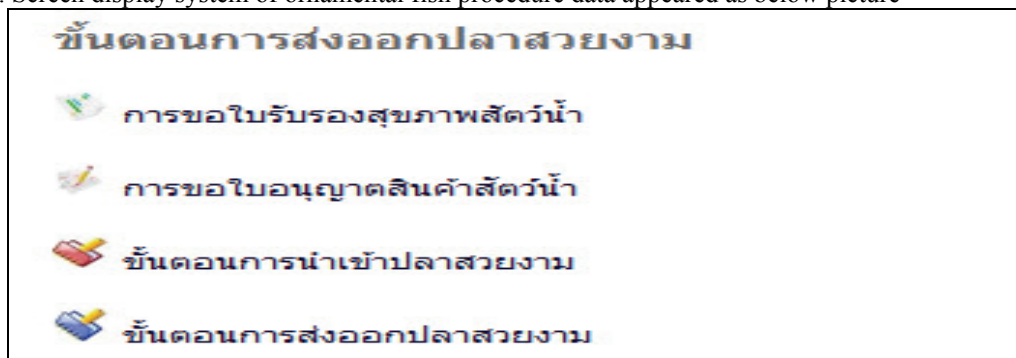 . Screen display system of ornamental fish procedure data appeared as below picture
ขั้นตอนการส่งออกปลาสวยงาม
การขอใบรับรองสุขภาพสัตว์น้ำ
การขอใบอนุญาตสินค้าสัตว์น้ำ
ขั้นตอนการนำเข้าปลาสวยงาม
ขั้นตอนการส่งออกปลาสวยงาม